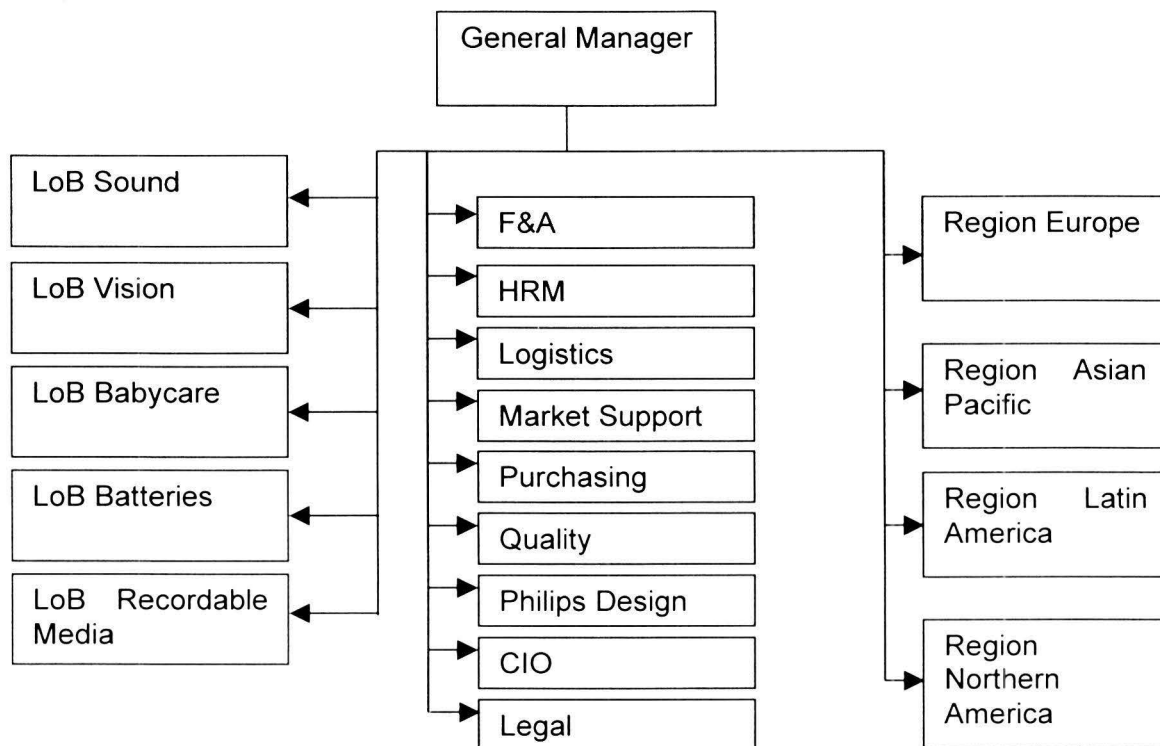 General Manager
LoB Sound
LoB Vision
LoB Babycare
LoB Batteries
LoB Recordable
Media
F&A
HRM
Logistics
Market Support
Purchasing
Quality
Philips Design
CIO
Legal
Region Europe
Region Asian
Pacific
Region Latin
America
Region
Northern
America